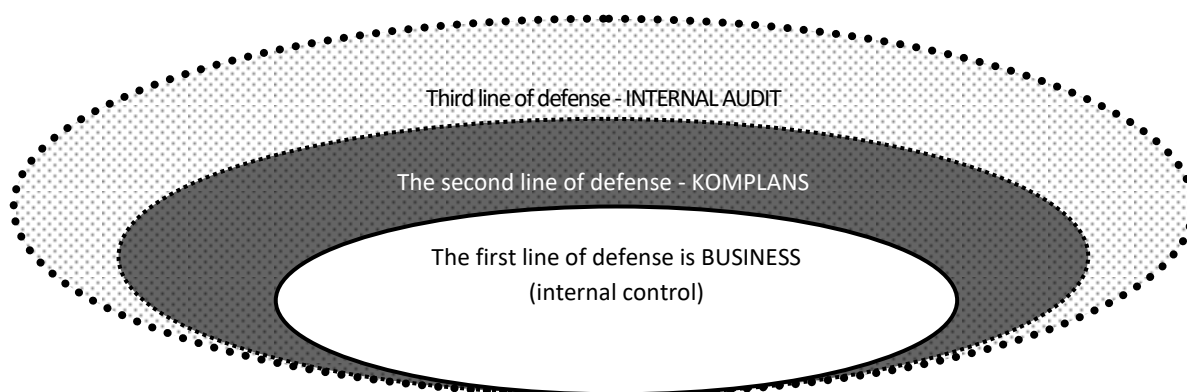 Third line of defense - INTERNAL AUDIT
The second line of defense - KOMPLANS
The first line of defense is BUSINESS
(internal control)